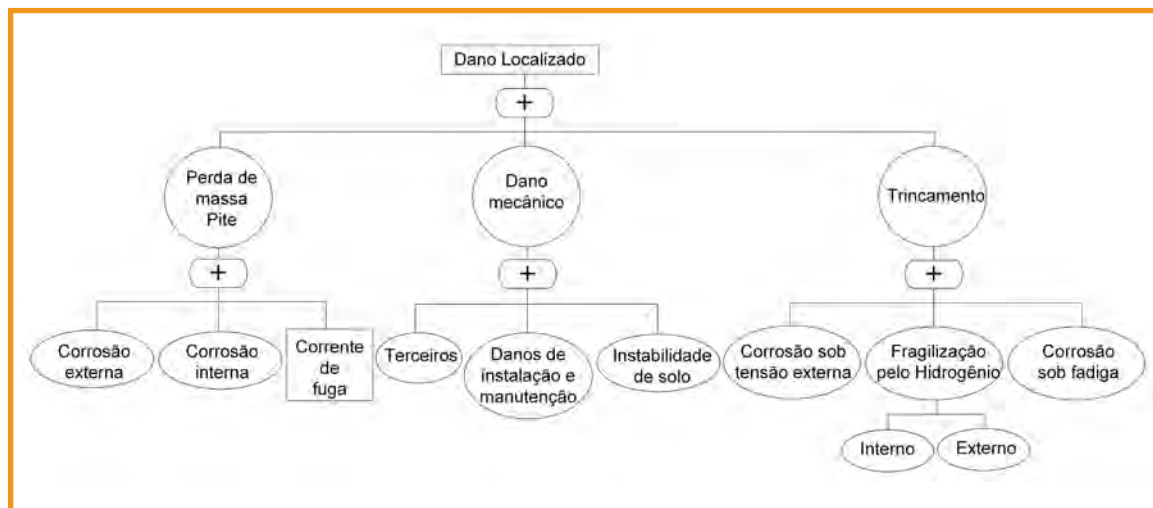 Dano Localizado
+
Perda de
massa
Pite
Dano
mecânico
Trincamento
+
+
+
Corrosão
externa
Corrosão
interna
Corrente
de
fuga
Terceiros
Danos de
instalação e
manutenção
Instabilidade
de solo
Corrosão sob
tensão externa
Fragilização
pelo Hidrogênio
Corrosão
sob fadiga
Interno
Externo